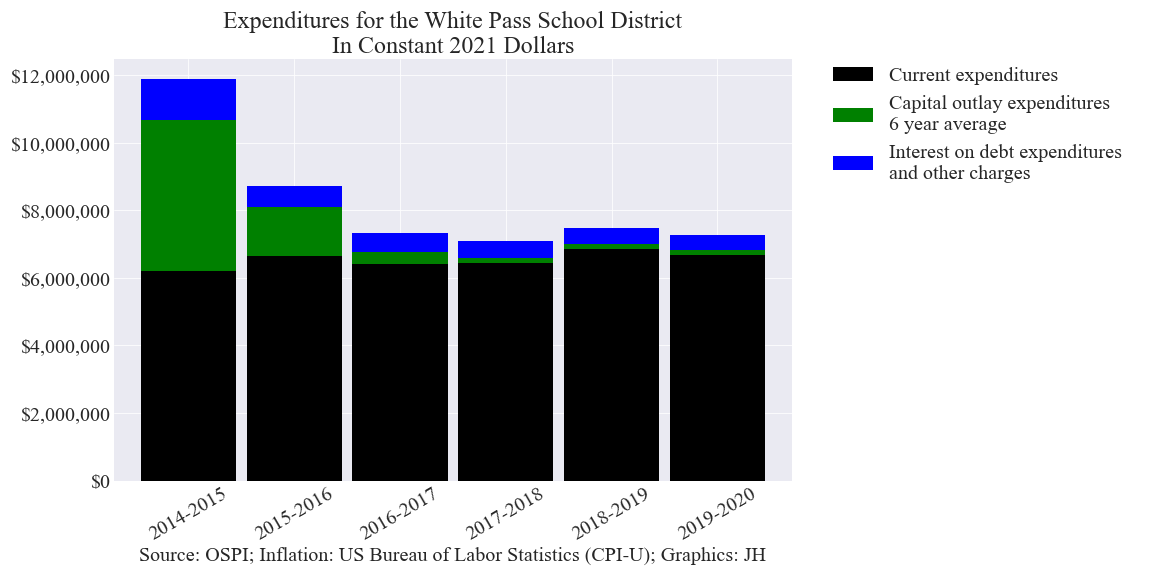 Expenditures for the White Pass School District
In Constant 2021 Dollars
$12,000,000
$10,000,000
$8,000,000
$6,000,000
$4,000,000
$2,000,000
$0
2014-2015
2015-2016
2016-2017
2017-2018
2018-2019
2019-2020
Source: OSPI; Inflation: US Bureau of Labor Statistics (CPI-U); Graphics: JH
Current expenditures
Capital outlay expenditures
6 year average
Interest on debt expenditures
and other charges